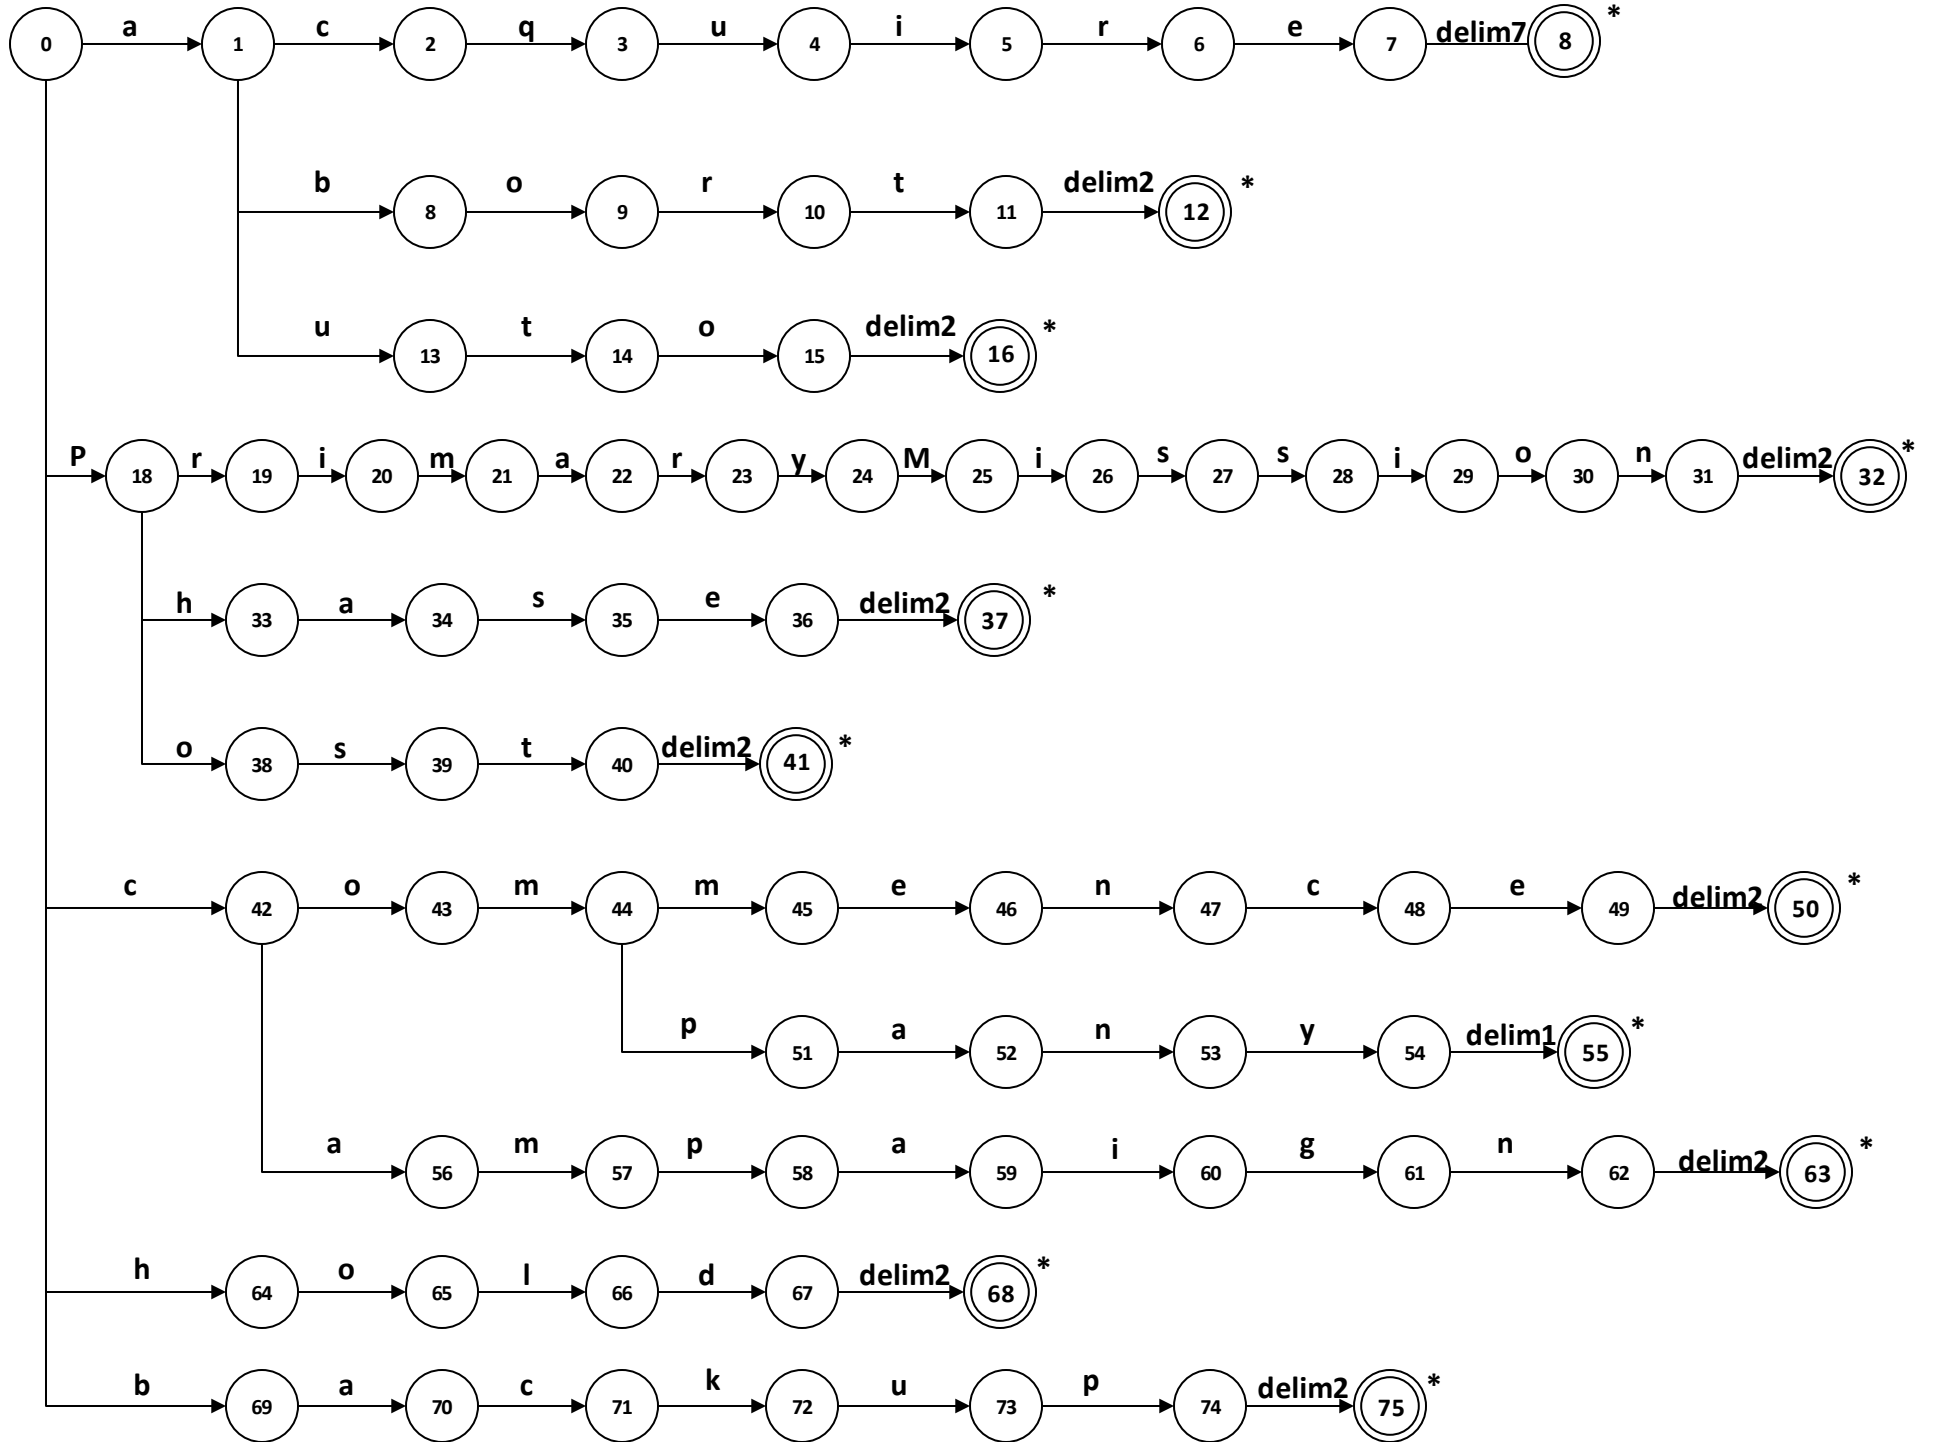 a c q u i r e delim7 *
0 1 2 3 4 5 6 7 8
b o r t delim2 *
8 9 10 11 12
u t o delim2 *
13 14 15 16
P r i m a r y M i s s i o n delim2 *
18 19 20 21 22 23 24 25 26 27 28 29 30 31 32
h a s e delim2 *
33 34 35 36 37
o s t delim2 *
38 39 40 41
c o m m e n c e delim2 *
42 43 44 45 46 47 48 49 50
p a n y delim1 *
51 52 53 54 55
a m p a i g n delim2 *
56 57 58 59 60 61 62 63
h o l d delim2 *
64 65 66 67 68
b a c k u p delim2 *
69 70 71 72 73 74 75